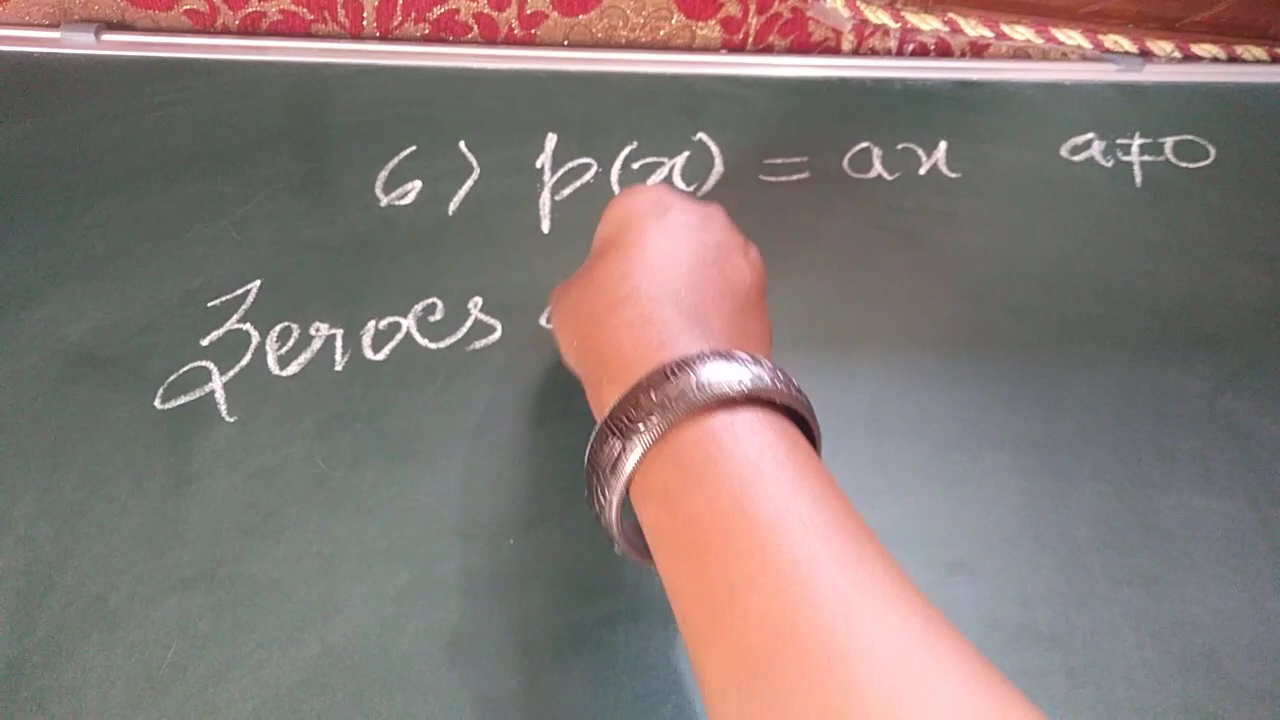 6) p(x) = ax a≠0
Zeroes